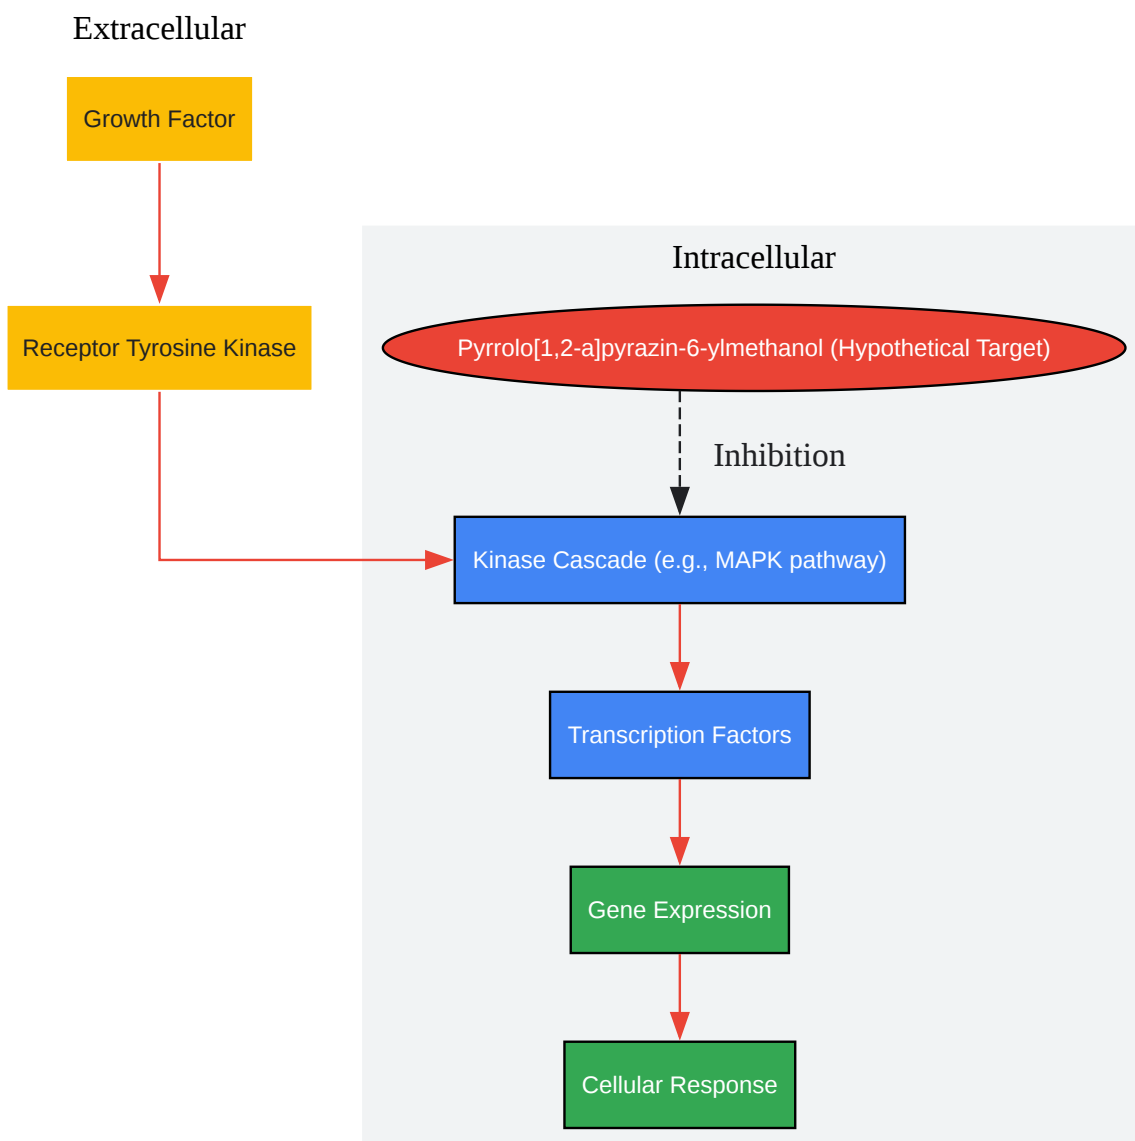 Extracellular
Growth Factor
Receptor Tyrosine Kinase
Intracellular
Pyrrolo[1,2-a]pyrazin-6-ylmethanol (Hypothetical Target)
Inhibition
Kinase Cascade (e.g., MAPK pathway)
Transcription Factors
Gene Expression
Cellular Response